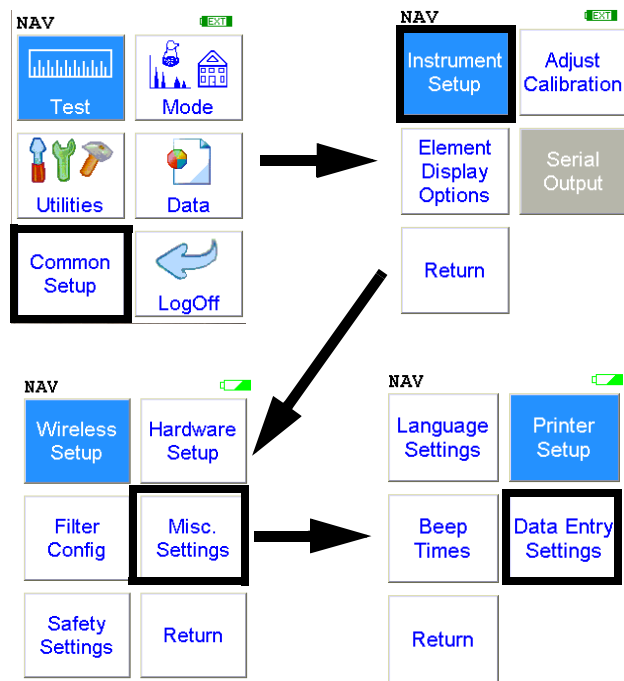 NAV
EXT
Test
Mode
Utilities
Data
Common
Setup
LogOff
NAV
EXT
Instrument
Setup
Adjust
Calibration
Element
Display
Options
Serial
Output
Return
NAV
Wireless
Setup
Hardware
Setup
Filter
Config
Misc.
Settings
Safety
Settings
Return
NAV
Language
Settings
Printer
Setup
Beep
Times
Data Entry
Settings
Return